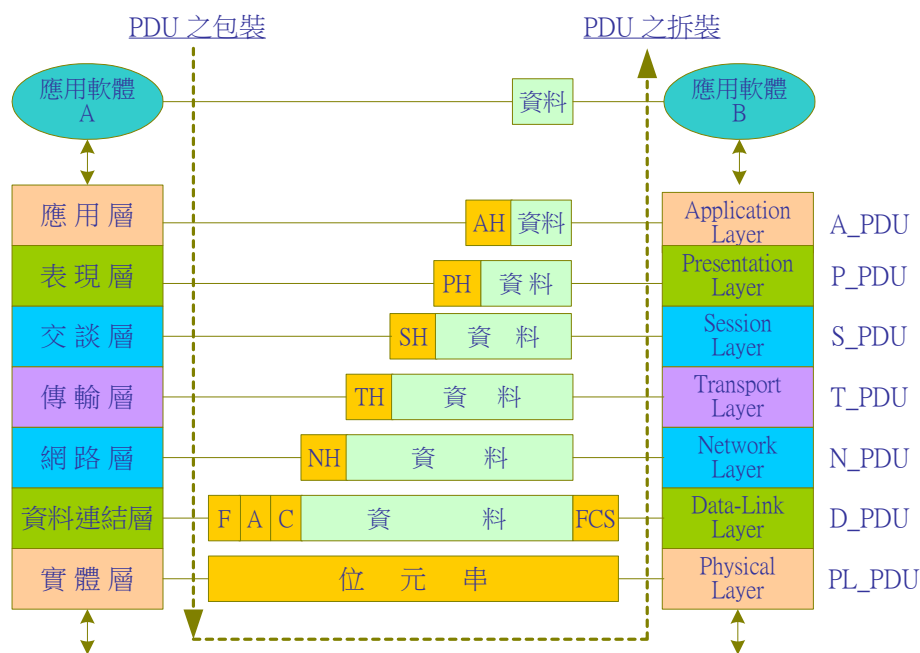 PDU 之包裝 PDU 之拆裝
應用軟體 應用軟體
A 資料 B
應 用 層 AH 資料 Application Layer A_PDU
表 現 層 PH 資 料 Presentation Layer P_PDU
交 談 層 SH 資 料 Session Layer S_PDU
傳 輸 層 TH 資 料 Transport Layer T_PDU
網 路 層 NH 資 料 Network Layer N_PDU
資料連結層 F A C 資 料 FCS Data-Link Layer D_PDU
實 體 層 位 元 串 Physical Layer PL_PDU